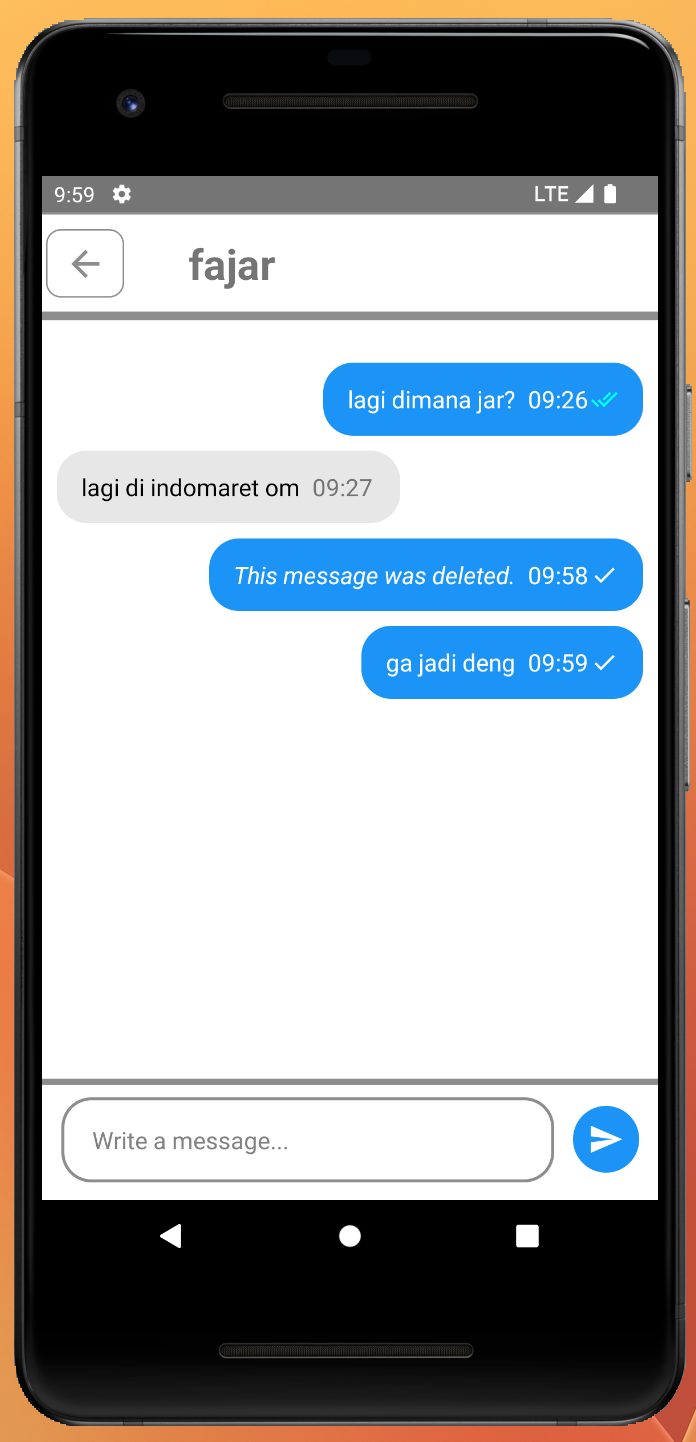 9:59 LTE
fajar
lagi dimana jar? 09:26
lagi di indomaret om 09:27
This message was deleted. 09:58
ga jadi deng 09:59
Write a message...